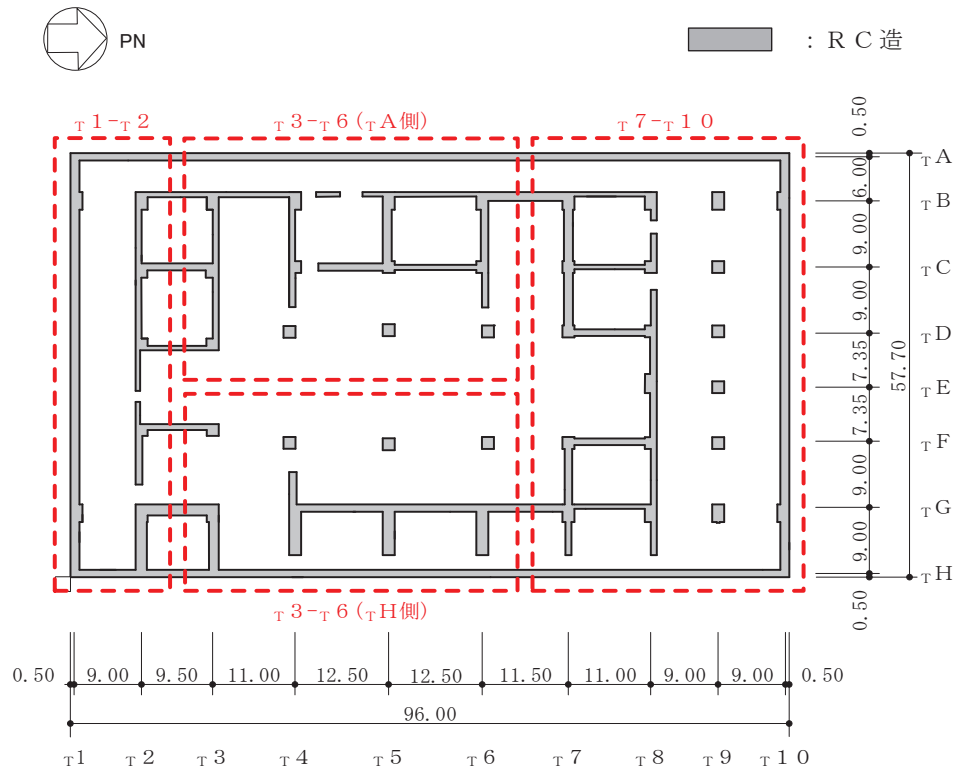 PN
：ＲＣ造
T1-T2
T3-T6(TA側)
T7-T10
0.50
TA
6.00
TB
9.00
TC
9.00
TD
7.35
57.70
TE
7.35
TF
9.00
TG
9.00
TH
0.50
T3-T6(TH側)
0.50 9.00 9.50 11.00 12.50 12.50 11.50 11.00 9.00 9.00 0.50
96.00
T1 T2 T3 T4 T5 T6 T7 T8 T9 T10